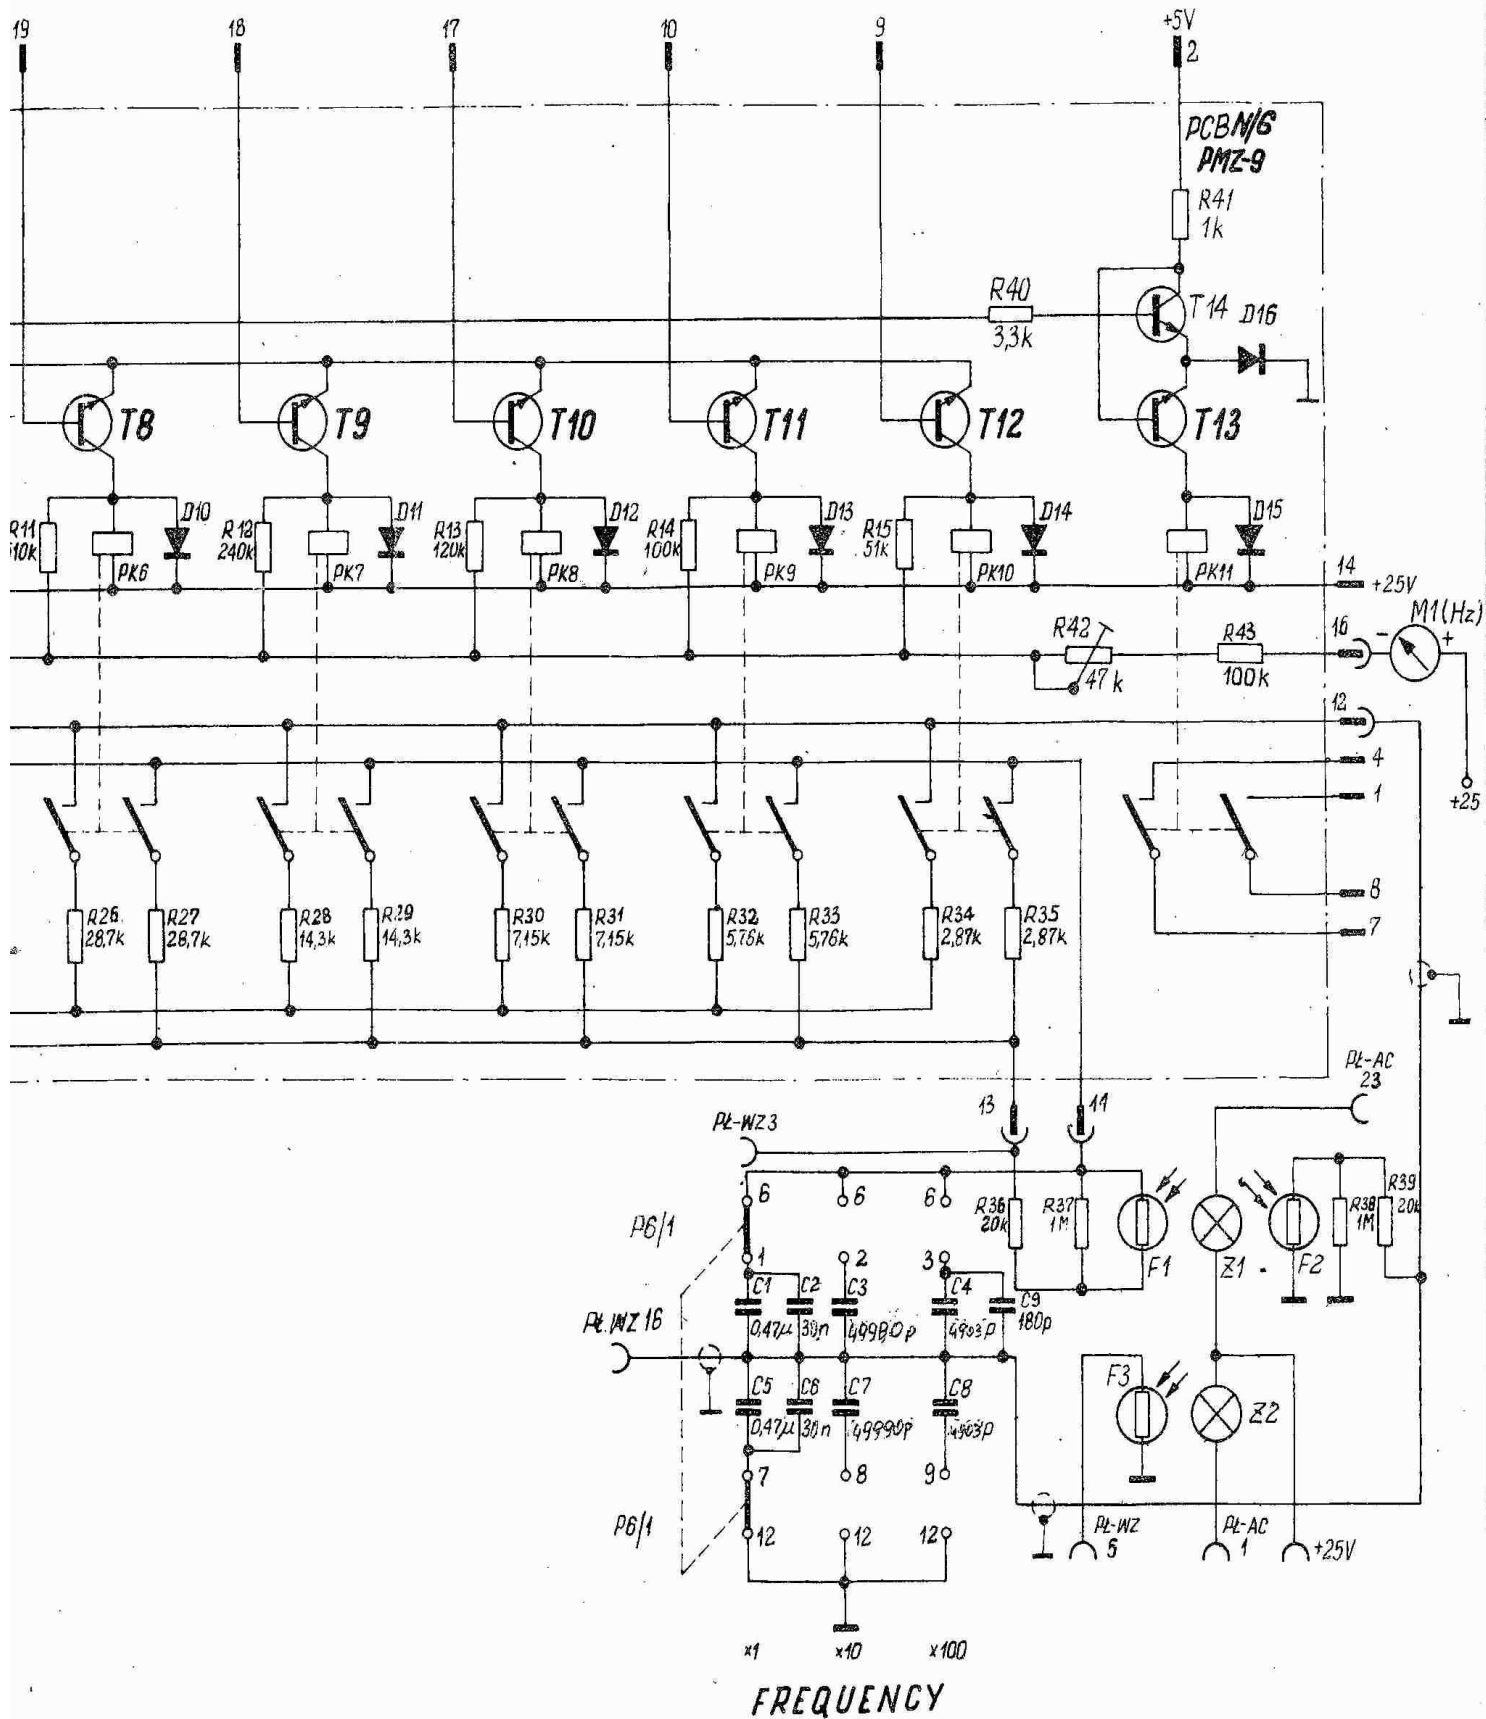 19
18
17
10
9
+5V
2
PCBN/6
PMZ-9
R41
1k
R40
3,3k
T14
D16
T8
T9
T10
T11
T12
T13
R11
D10
PK6
R12
240k
D11
PK7
R13
120k
D12
PK8
R14
100k
D13
PK9
R15
51k
D14
PK10
D15
PK11
14
+25V
M1(Hz)
R42
47k
R43
100k
16
- +
12
4
1
+25
8
7
R26
28,7k
R27
28,7k
R28
14,3k
R29
14,3k
R30
7,15k
R31
7,15k
R32
5,76k
R33
5,76k
R34
2,87k
R35
2,87k
PŁ-AC
23
13
11
PŁ-WZ3
6
6
6
P6/1
1
2
3
R36
20k
R37
1M
F1
Z1
F2
R38
1M
R39
20k
C1
0,47µ
C2
30n
C3
C4
4903p
C9
180p
PŁ.WZ 16
C5
0,47µ
C6
30n
C7
49990p
C8
4903p
F3
Z2
7
8
9
P6/1
12
12
12
PŁ-WZ
5
PŁ-AC
1
+25V
x1
x10
x100
FREQUENCY